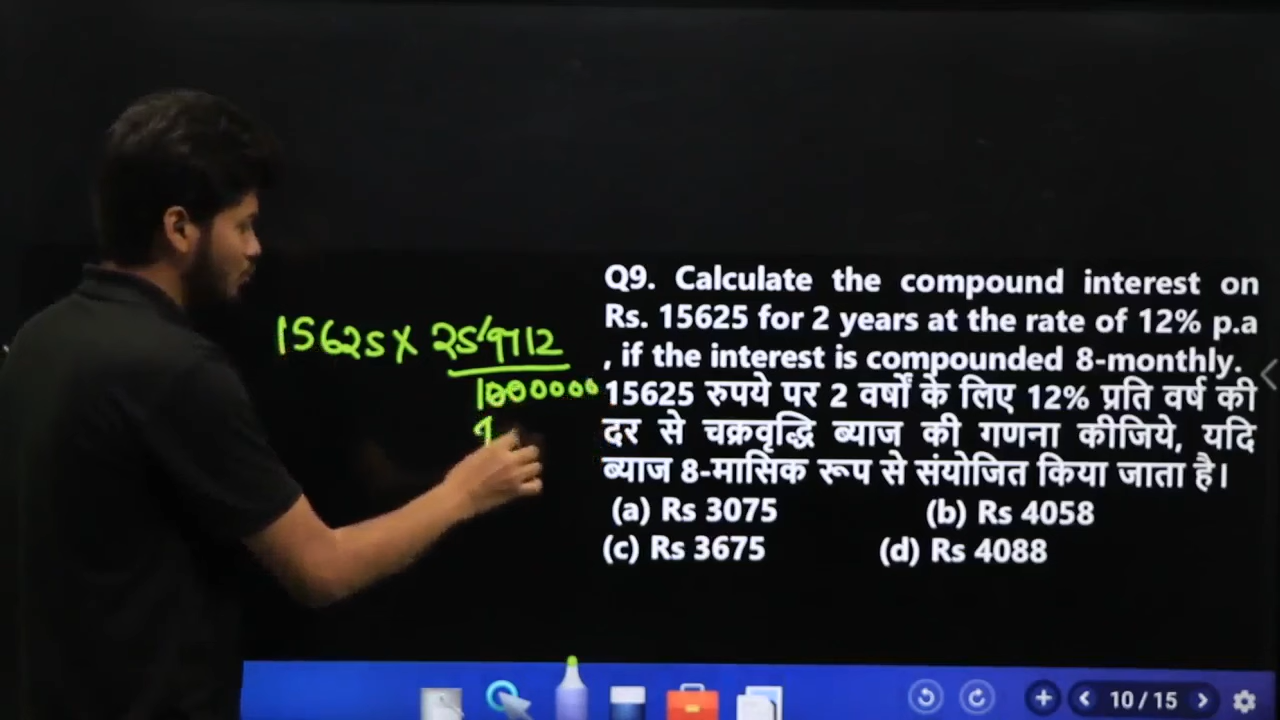 Q9. Calculate the compound interest on
Rs. 15625 for 2 years at the rate of 12% p.a
, if the interest is compounded 8-monthly.
15625 रुपये पर 2 वर्षों के लिए 12% प्रति वर्ष की
दर से चक्रवृद्धि ब्याज की गणना कीजिये, यदि
ब्याज 8-मासिक रूप से संयोजित किया जाता है।
(a) Rs 3075 (b) Rs 4058
(c) Rs 3675 (d) Rs 4088
15625 × 259712
1000000
10 / 15